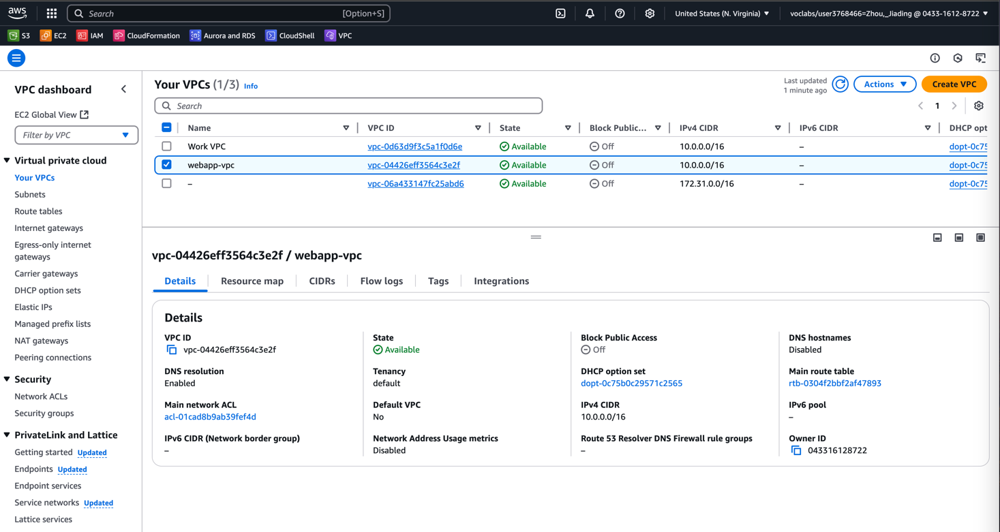 aws
Search [Option+S]
United States (N. Virginia) voclabs/user3768466=Zhou,_Jiading @ 0433-1612-8722
S3 EC2 IAM CloudFormation Aurora and RDS CloudShell VPC
VPC dashboard
EC2 Global View
Filter by VPC
Virtual private cloud
Your VPCs
Subnets
Route tables
Internet gateways
Egress-only internet
gateways
Carrier gateways
DHCP option sets
Elastic IPs
Managed prefix lists
NAT gateways
Peering connections
Security
Network ACLs
Security groups
PrivateLink and Lattice
Getting started Updated
Endpoints Updated
Endpoint services
Service networks Updated
Lattice services
Your VPCs (1/3) Info
Last updated
1 minute ago
Actions
Create VPC
Search
1
Name VPC ID State Block Public... IPv4 CIDR IPv6 CIDR DHCP opt
Work VPC vpc-0d63d9f3c5a1f0d6e Available Off 10.0.0.0/16 – dopt-0c75
webapp-vpc vpc-04426eff3564c3e2f Available Off 10.0.0.0/16 – dopt-0c75
– vpc-06a433147fc25abd6 Available Off 172.31.0.0/16 – dopt-0c75
vpc-04426eff3564c3e2f / webapp-vpc
Details Resource map CIDRs Flow logs Tags Integrations
Details
VPC ID State Block Public Access DNS hostnames
vpc-04426eff3564c3e2f Available Off Disabled
DNS resolution Tenancy DHCP option set Main route table
Enabled default dopt-0c75b0c29571c2565 rtb-0304f2bbf2af47893
Main network ACL Default VPC IPv4 CIDR IPv6 pool
acl-01cad8b9ab39fef4d No 10.0.0.0/16 –
IPv6 CIDR (Network border group) Network Address Usage metrics Route 53 Resolver DNS Firewall rule groups Owner ID
– Disabled – 043316128722